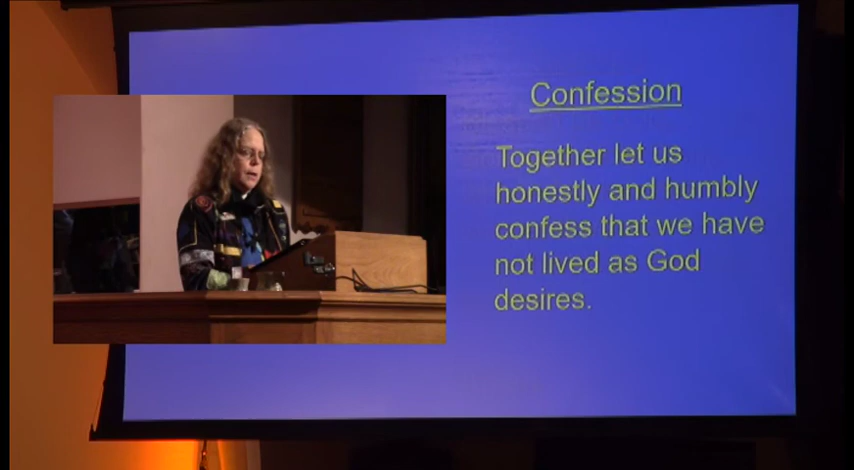 Confession
Together let us
honestly and humbly
confess that we have
not lived as God
desires.